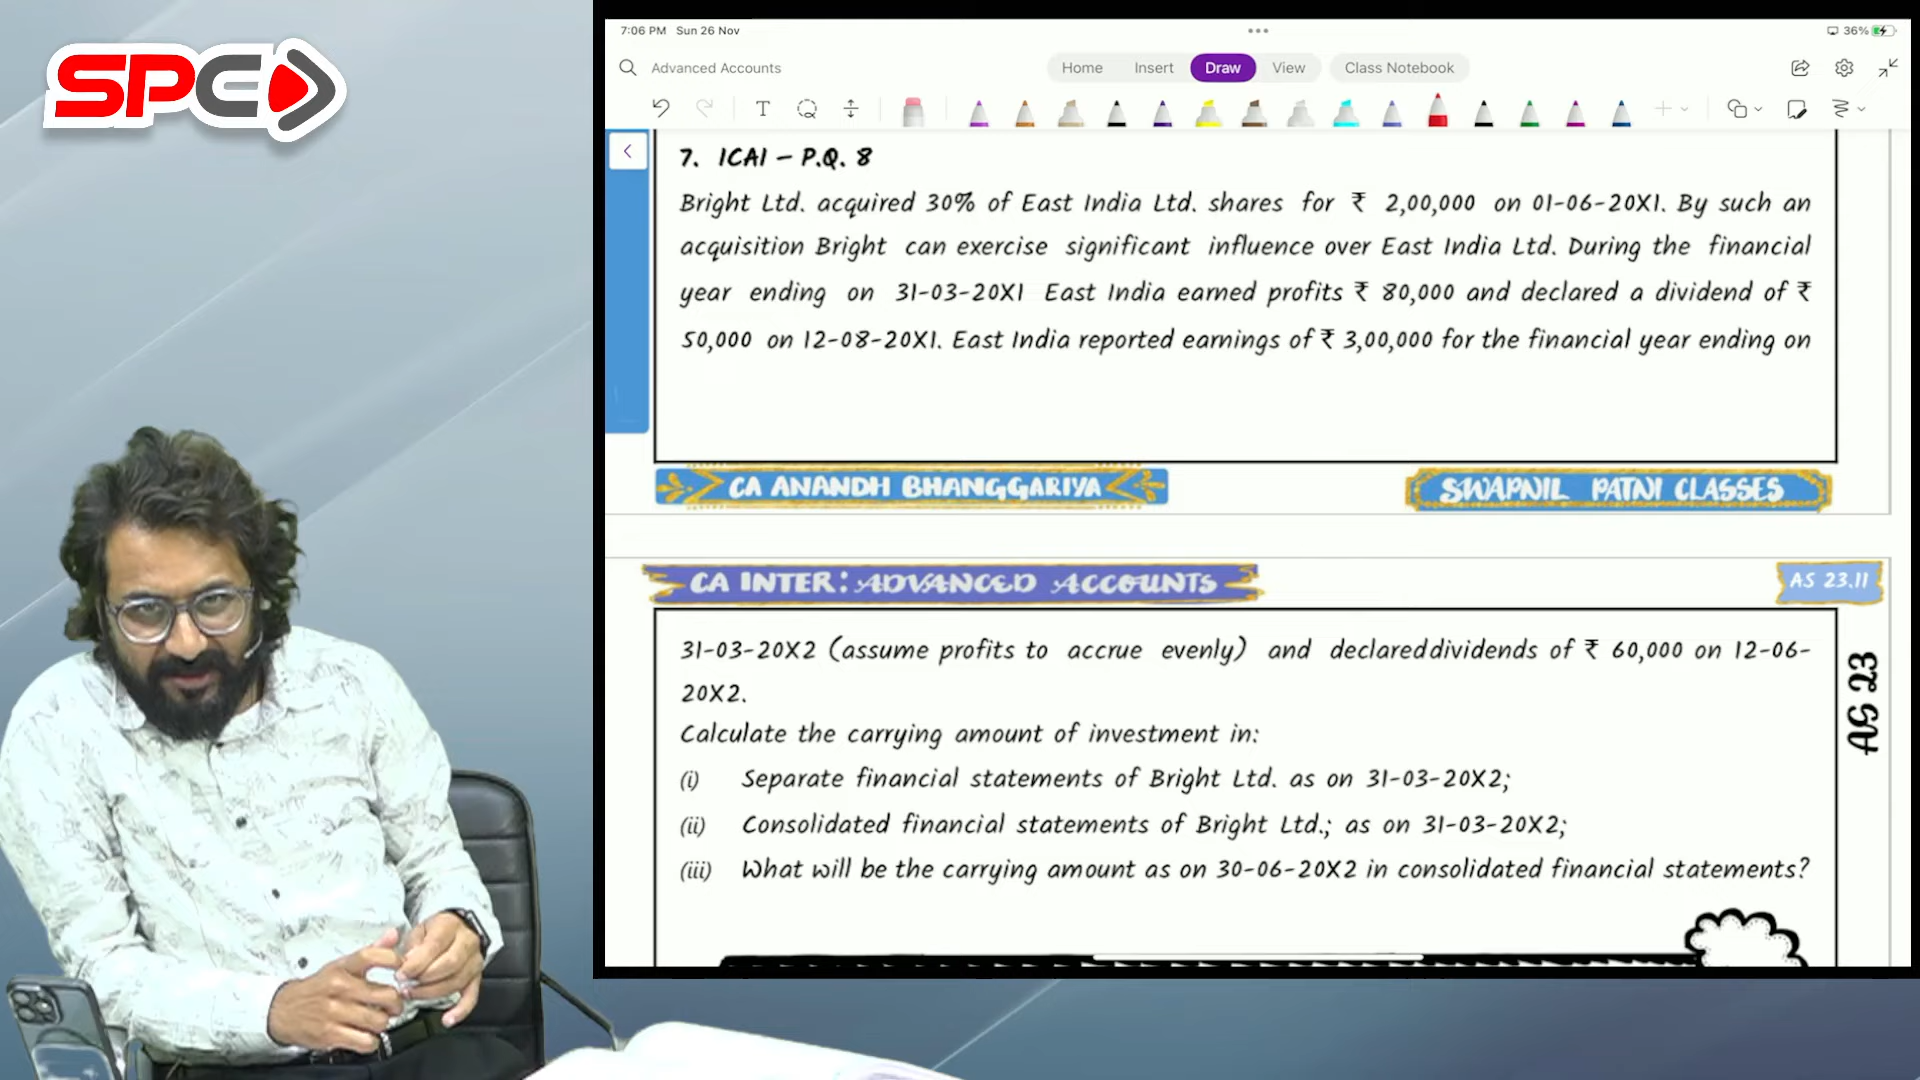 SPC
7:06 PM Sun 26 Nov
36%
Advanced Accounts
Home Insert Draw View Class Notebook
7. ICAI – P.Q. 8
Bright Ltd. acquired 30% of East India Ltd. shares for ₹ 2,00,000 on 01-06-20X1. By such an
acquisition Bright can exercise significant influence over East India Ltd. During the financial
year ending on 31-03-20X1 East India earned profits ₹ 80,000 and declared a dividend of ₹
50,000 on 12-08-20X1. East India reported earnings of ₹ 3,00,000 for the financial year ending on
CA ANANDH BHANGGARIYA
SWAPNIL PATNI CLASSES
CA INTER: ADVANCED ACCOUNTS
AS 23.11
31-03-20X2 (assume profits to accrue evenly) and declareddividends of ₹ 60,000 on 12-06-
20X2.
AS 23
Calculate the carrying amount of investment in:
(i) Separate financial statements of Bright Ltd. as on 31-03-20X2;
(ii) Consolidated financial statements of Bright Ltd.; as on 31-03-20X2;
(iii) What will be the carrying amount as on 30-06-20X2 in consolidated financial statements?